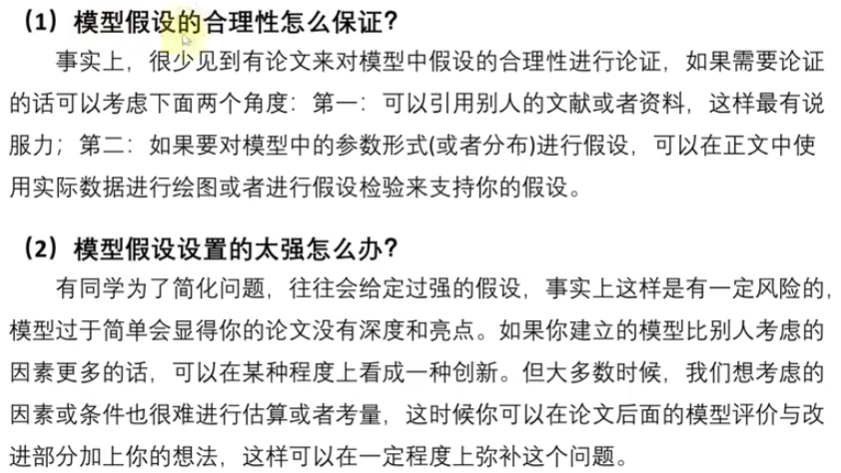 （1）模型假设的合理性怎么保证？
事实上，很少见到有论文来对模型中假设的合理性进行论证，如果需要论证
的话可以考虑下面两个角度：第一：可以引用别人的文献或者资料，这样最有说
服力；第二：如果要对模型中的参数形式(或者分布)进行假设，可以在正文中使
用实际数据进行绘图或者进行假设检验来支持你的假设。
（2）模型假设设置的太强怎么办？
有同学为了简化问题，往往会给定过强的假设，事实上这样是有一定风险的，
模型过于简单会显得你的论文没有深度和亮点。如果你建立的模型比别人考虑的
因素更多的话，可以在某种程度上看成一种创新。但大多数时候，我们想考虑的
因素或条件也很难进行估算或者考量，这时候你可以在论文后面的模型评价与改
进部分加上你的想法，这样可以在一定程度上弥补这个问题。